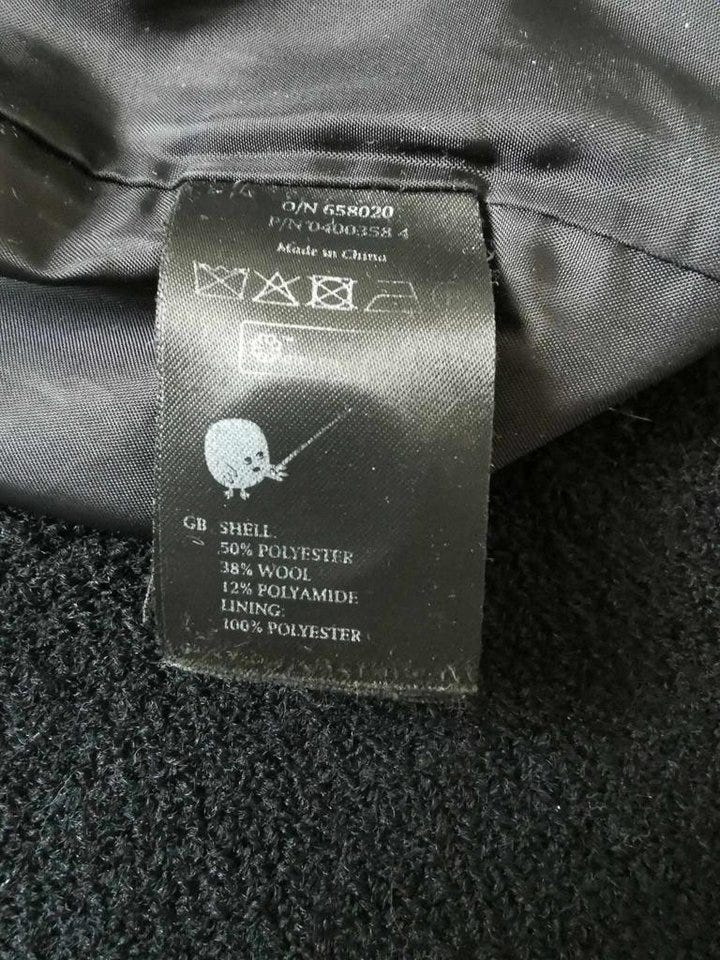 O/N 658020
P/N 0400358 4
Made in China
GB SHELL:
50% POLYESTER
38% WOOL
12% POLYAMIDE
LINING:
100% POLYESTER